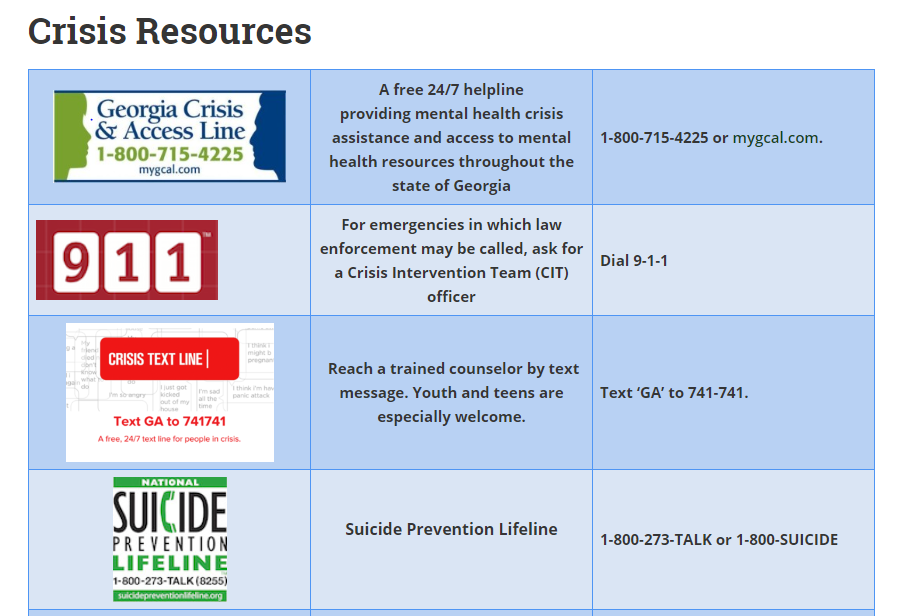 Crisis Resources
Georgia Crisis
& Access Line
1-800-715-4225
mygcal.com
A free 24/7 helpline
providing mental health crisis
assistance and access to mental
health resources throughout the
state of Georgia
1-800-715-4225 or mygcal.com.
911™
For emergencies in which law
enforcement may be called, ask for
a Crisis Intervention Team (CIT)
officer
Dial 9-1-1
CRISIS TEXT LINE |
I just got
kicked
out of my
house
I'm so angry
I'm sad
all the
time
I think I
might b
pregnan
I think I'm hav
panic attack
Text GA to 741741
A free, 24/7 text line for people in crisis.
Reach a trained counselor by text
message. Youth and teens are
especially welcome.
Text ‘GA’ to 741-741.
NATIONAL
SUICIDE
PREVENTION
LIFELINE
1-800-273-TALK (8255)
suicidepreventionlifeline.org
Suicide Prevention Lifeline
1-800-273-TALK or 1-800-SUICIDE